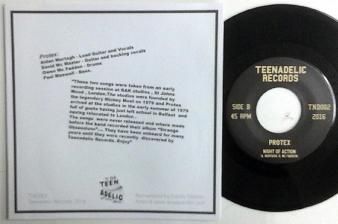 Protex:
Aidan Murtagh - Lead Guitar and Vocals
David Mc Master - Guitar and backing vocals
Owen Mc Fadden - Drums
Paul Maxwell - Bass.
"These two songs were taken from an early
recording session at RAK studios, St Johns
Wood, London. The studios were founded by
the legendary Mickey Most
in 1979 and Protex
arrived at the studios in the early summer of 1979
full of goats having just left school in Belfast and
having relocated to London..
The songs were never released and where made
before the band recorded their album "Strange
Obsessions".... They have been unheard for many
years until they were recently discovered by
Teenadelic Records. Enjoy"
TEEN
ADELIC
TEENADELIC
RECORDS
SIDE B
45 RPM
TND002
2016
PROTEX
NIGHT OF ACTION